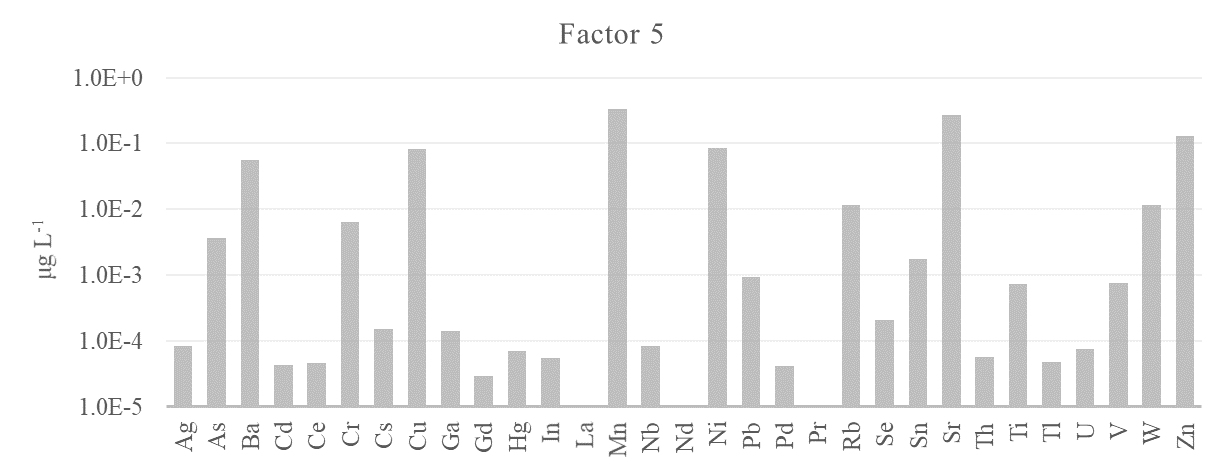 Factor 5
1.0E+0
1.0E-1
1.0E-2
1.0E-3
1.0E-4
1.0E-5
µg L-1
Ag As Ba Cd Ce Cr Cs Cu Ga Gd Hg In La Mn Nb Nd Ni Pb Pd Pr Rb Se Sn Sr Th Ti Tl U V W Zn